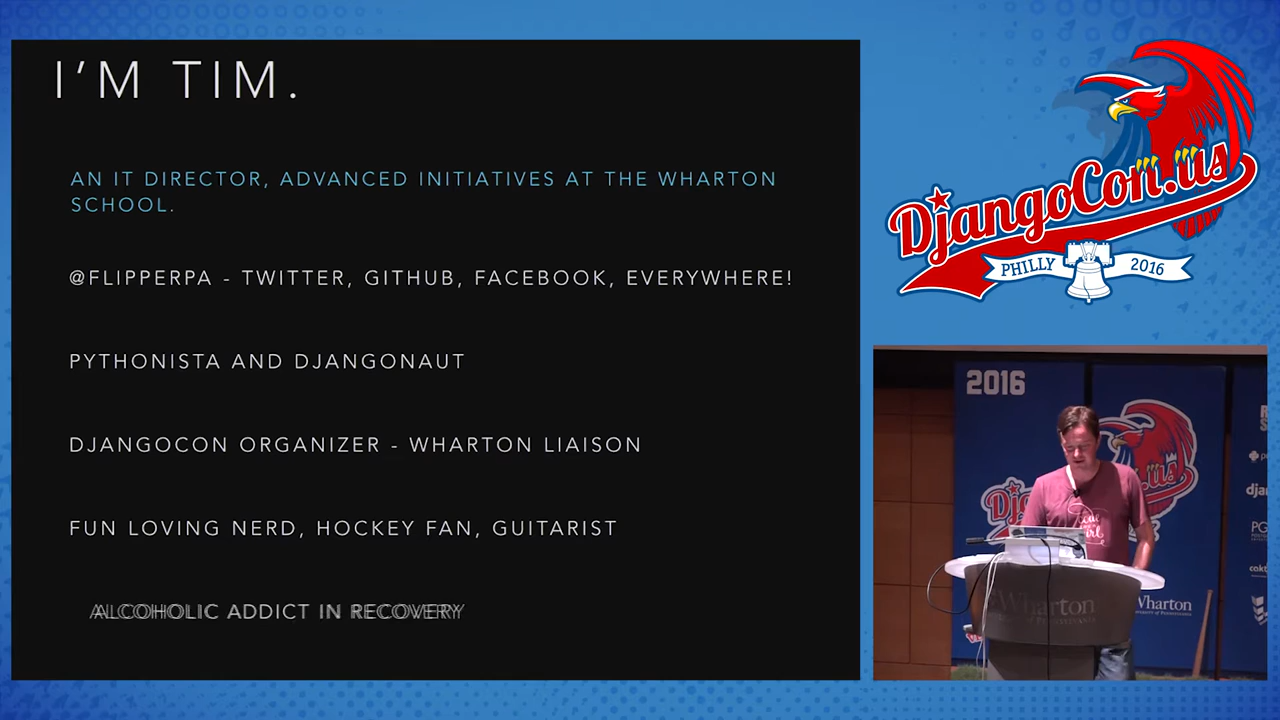 I'M TIM.
AN IT DIRECTOR, ADVANCED INITIATIVES AT THE WHARTON
SCHOOL.
@FLIPPERPA - TWITTER, GITHUB, FACEBOOK, EVERYWHERE!
PYTHONISTA AND DJANGONAUT
DJANGOCON ORGANIZER - WHARTON LIAISON
FUN LOVING NERD, HOCKEY FAN, GUITARIST
ALCOHOLIC ADDICT IN RECOVERY
DjangoCon.us
PHILLY 2016
2016
Wharton
Wharton